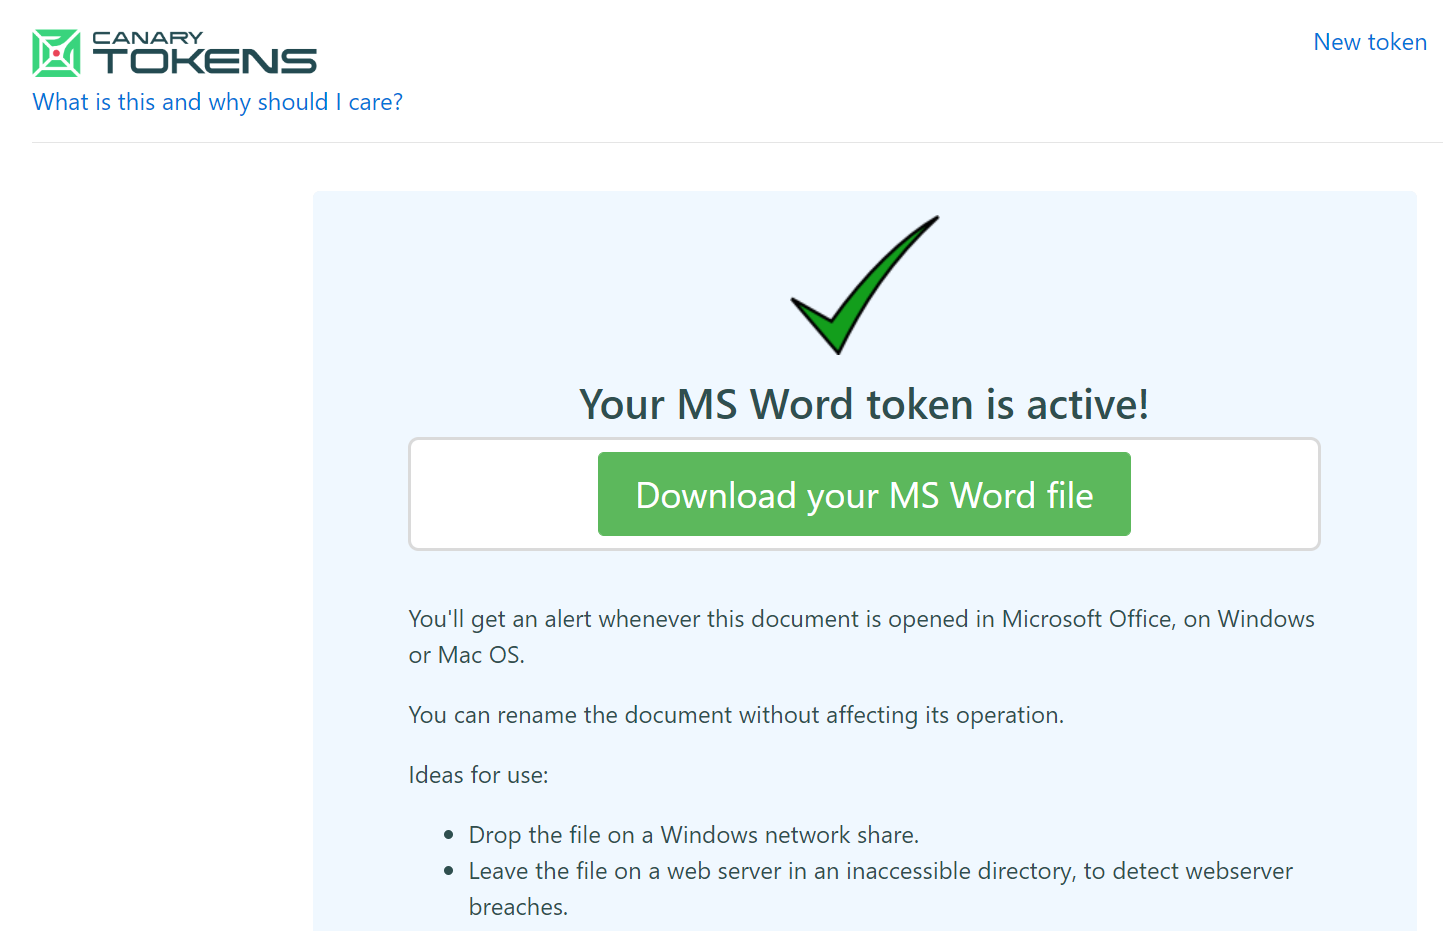 CANARY
TOKENS
New token
What is this and why should I care?
Your MS Word token is active!
Download your MS Word file
You'll get an alert whenever this document is opened in Microsoft Office, on Windows
or Mac OS.
You can rename the document without affecting its operation.
Ideas for use:
• Drop the file on a Windows network share.
• Leave the file on a web server in an inaccessible directory, to detect webserver
breaches.